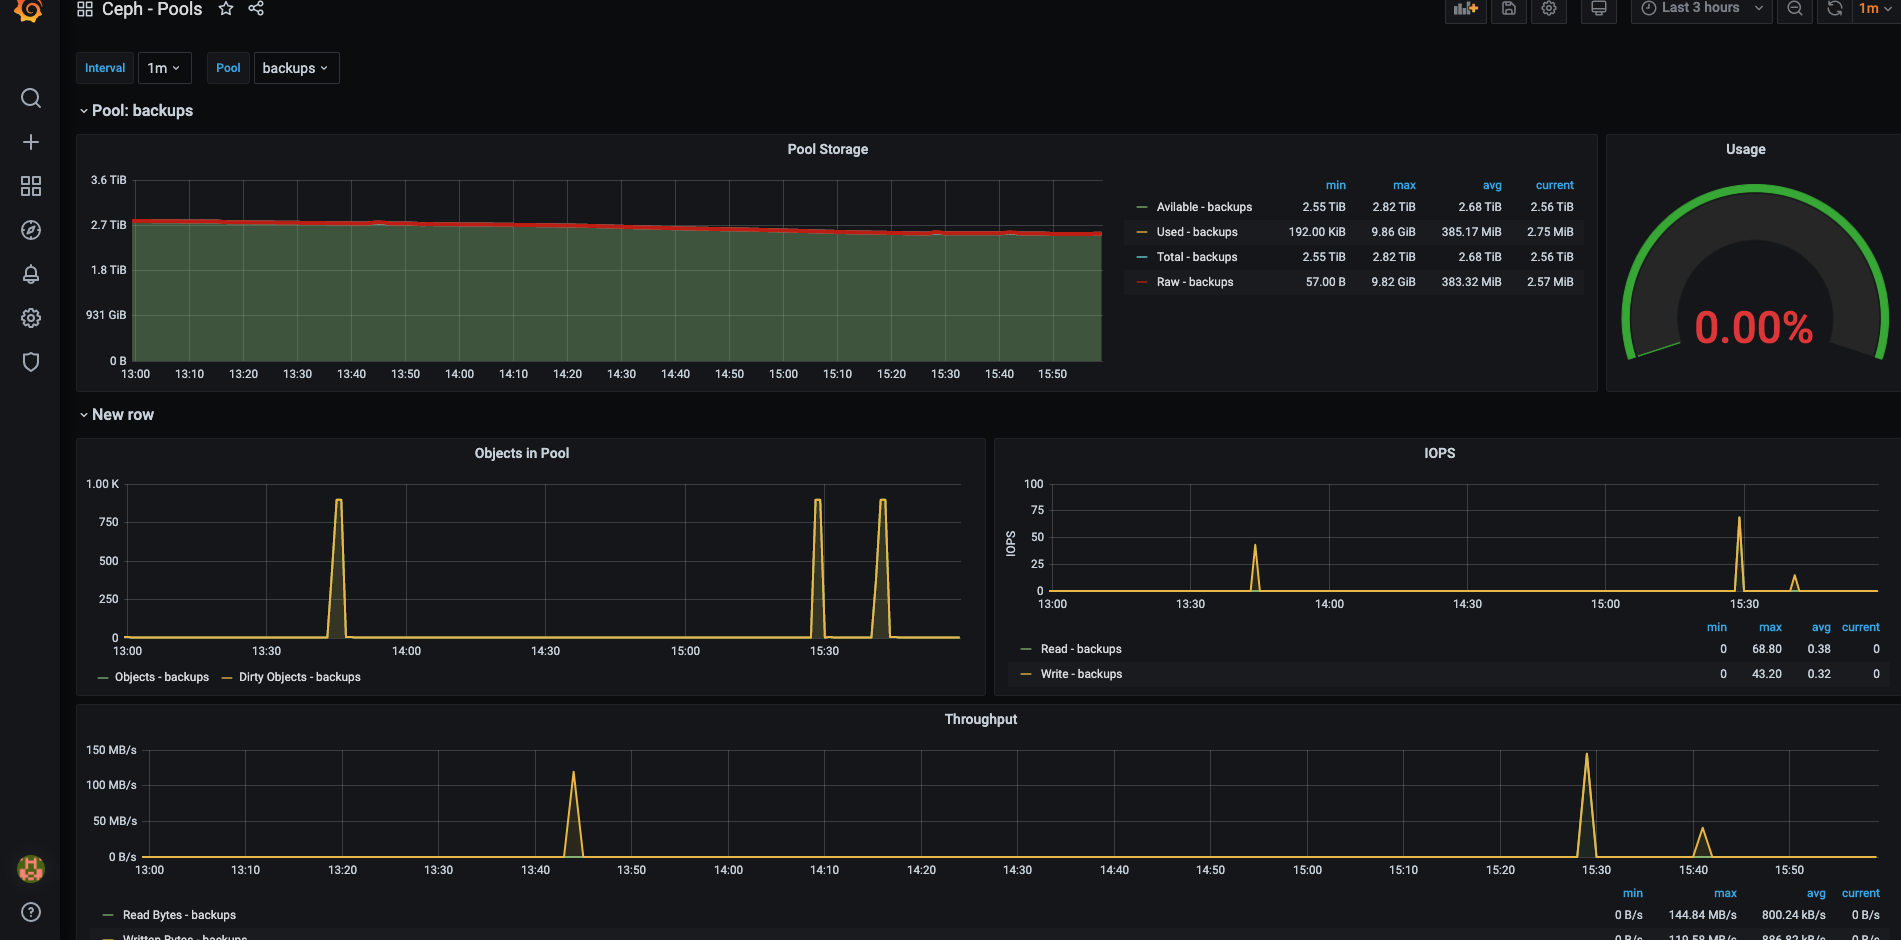 Ceph - Pools
Last 3 hours
1m
Interval 1m Pool backups
Pool: backups
Pool Storage
3.6 TiB
2.7 TiB
1.8 TiB
931 GiB
0 B
13:00 13:10 13:20 13:30 13:40 13:50 14:00 14:10 14:20 14:30 14:40 14:50 15:00 15:10 15:20 15:30 15:40 15:50
min max avg current
Avilable - backups 2.55 TiB 2.82 TiB 2.68 TiB 2.56 TiB
Used - backups 192.00 KiB 9.86 GiB 385.17 MiB 2.75 MiB
Total - backups 2.55 TiB 2.82 TiB 2.68 TiB 2.56 TiB
Raw - backups 57.00 B 9.82 GiB 383.32 MiB 2.57 MiB
Usage
0.00%
New row
Objects in Pool
1.00 K
750
500
250
0
13:00 13:30 14:00 14:30 15:00 15:30
Objects - backups Dirty Objects - backups
IOPS
IOPS
100
75
50
25
0
13:00 13:30 14:00 14:30 15:00 15:30
min max avg current
Read - backups 0 68.80 0.38 0
Write - backups 0 43.20 0.32 0
Throughput
150 MB/s
100 MB/s
50 MB/s
0 B/s
13:00 13:10 13:20 13:30 13:40 13:50 14:00 14:10 14:20 14:30 14:40 14:50 15:00 15:10 15:20 15:30 15:40 15:50
min max avg current
Read Bytes - backups 0 B/s 144.84 MB/s 800.24 kB/s 0 B/s
Written Bytes - backups 0 B/s 119.58 MB/s 886.82 kB/s 0 B/s